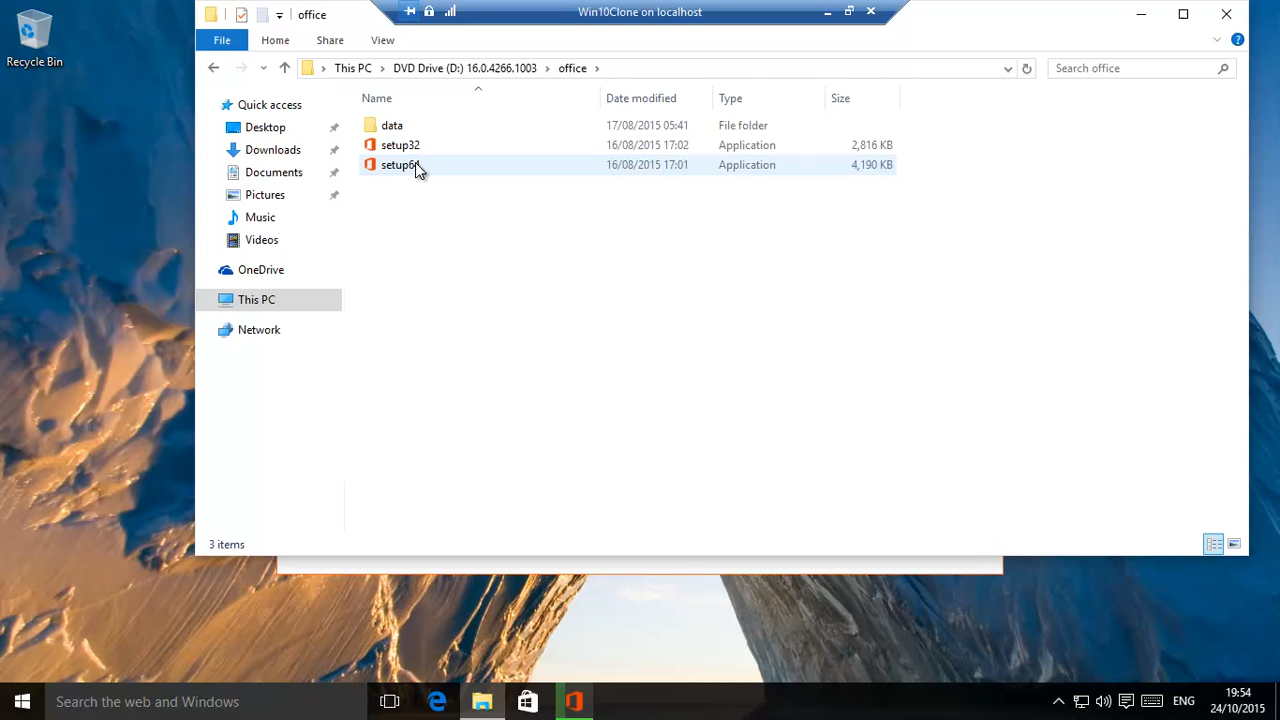 office
Win10Clone on localhost
File Home Share View
This PC DVD Drive (D:) 16.0.4266.1003 office
Search office
Name Date modified Type Size
data 17/08/2015 05:41 File folder
setup32 16/08/2015 17:02 Application 2,816 KB
16/08/2015 17:01 Application 4,190 KB
Quick access
Desktop
Downloads
Documents
Pictures
Music
Videos
OneDrive
This PC
Network
3 items
Recycle Bin
Search the web and Windows
ENG
19:54
24/10/2015